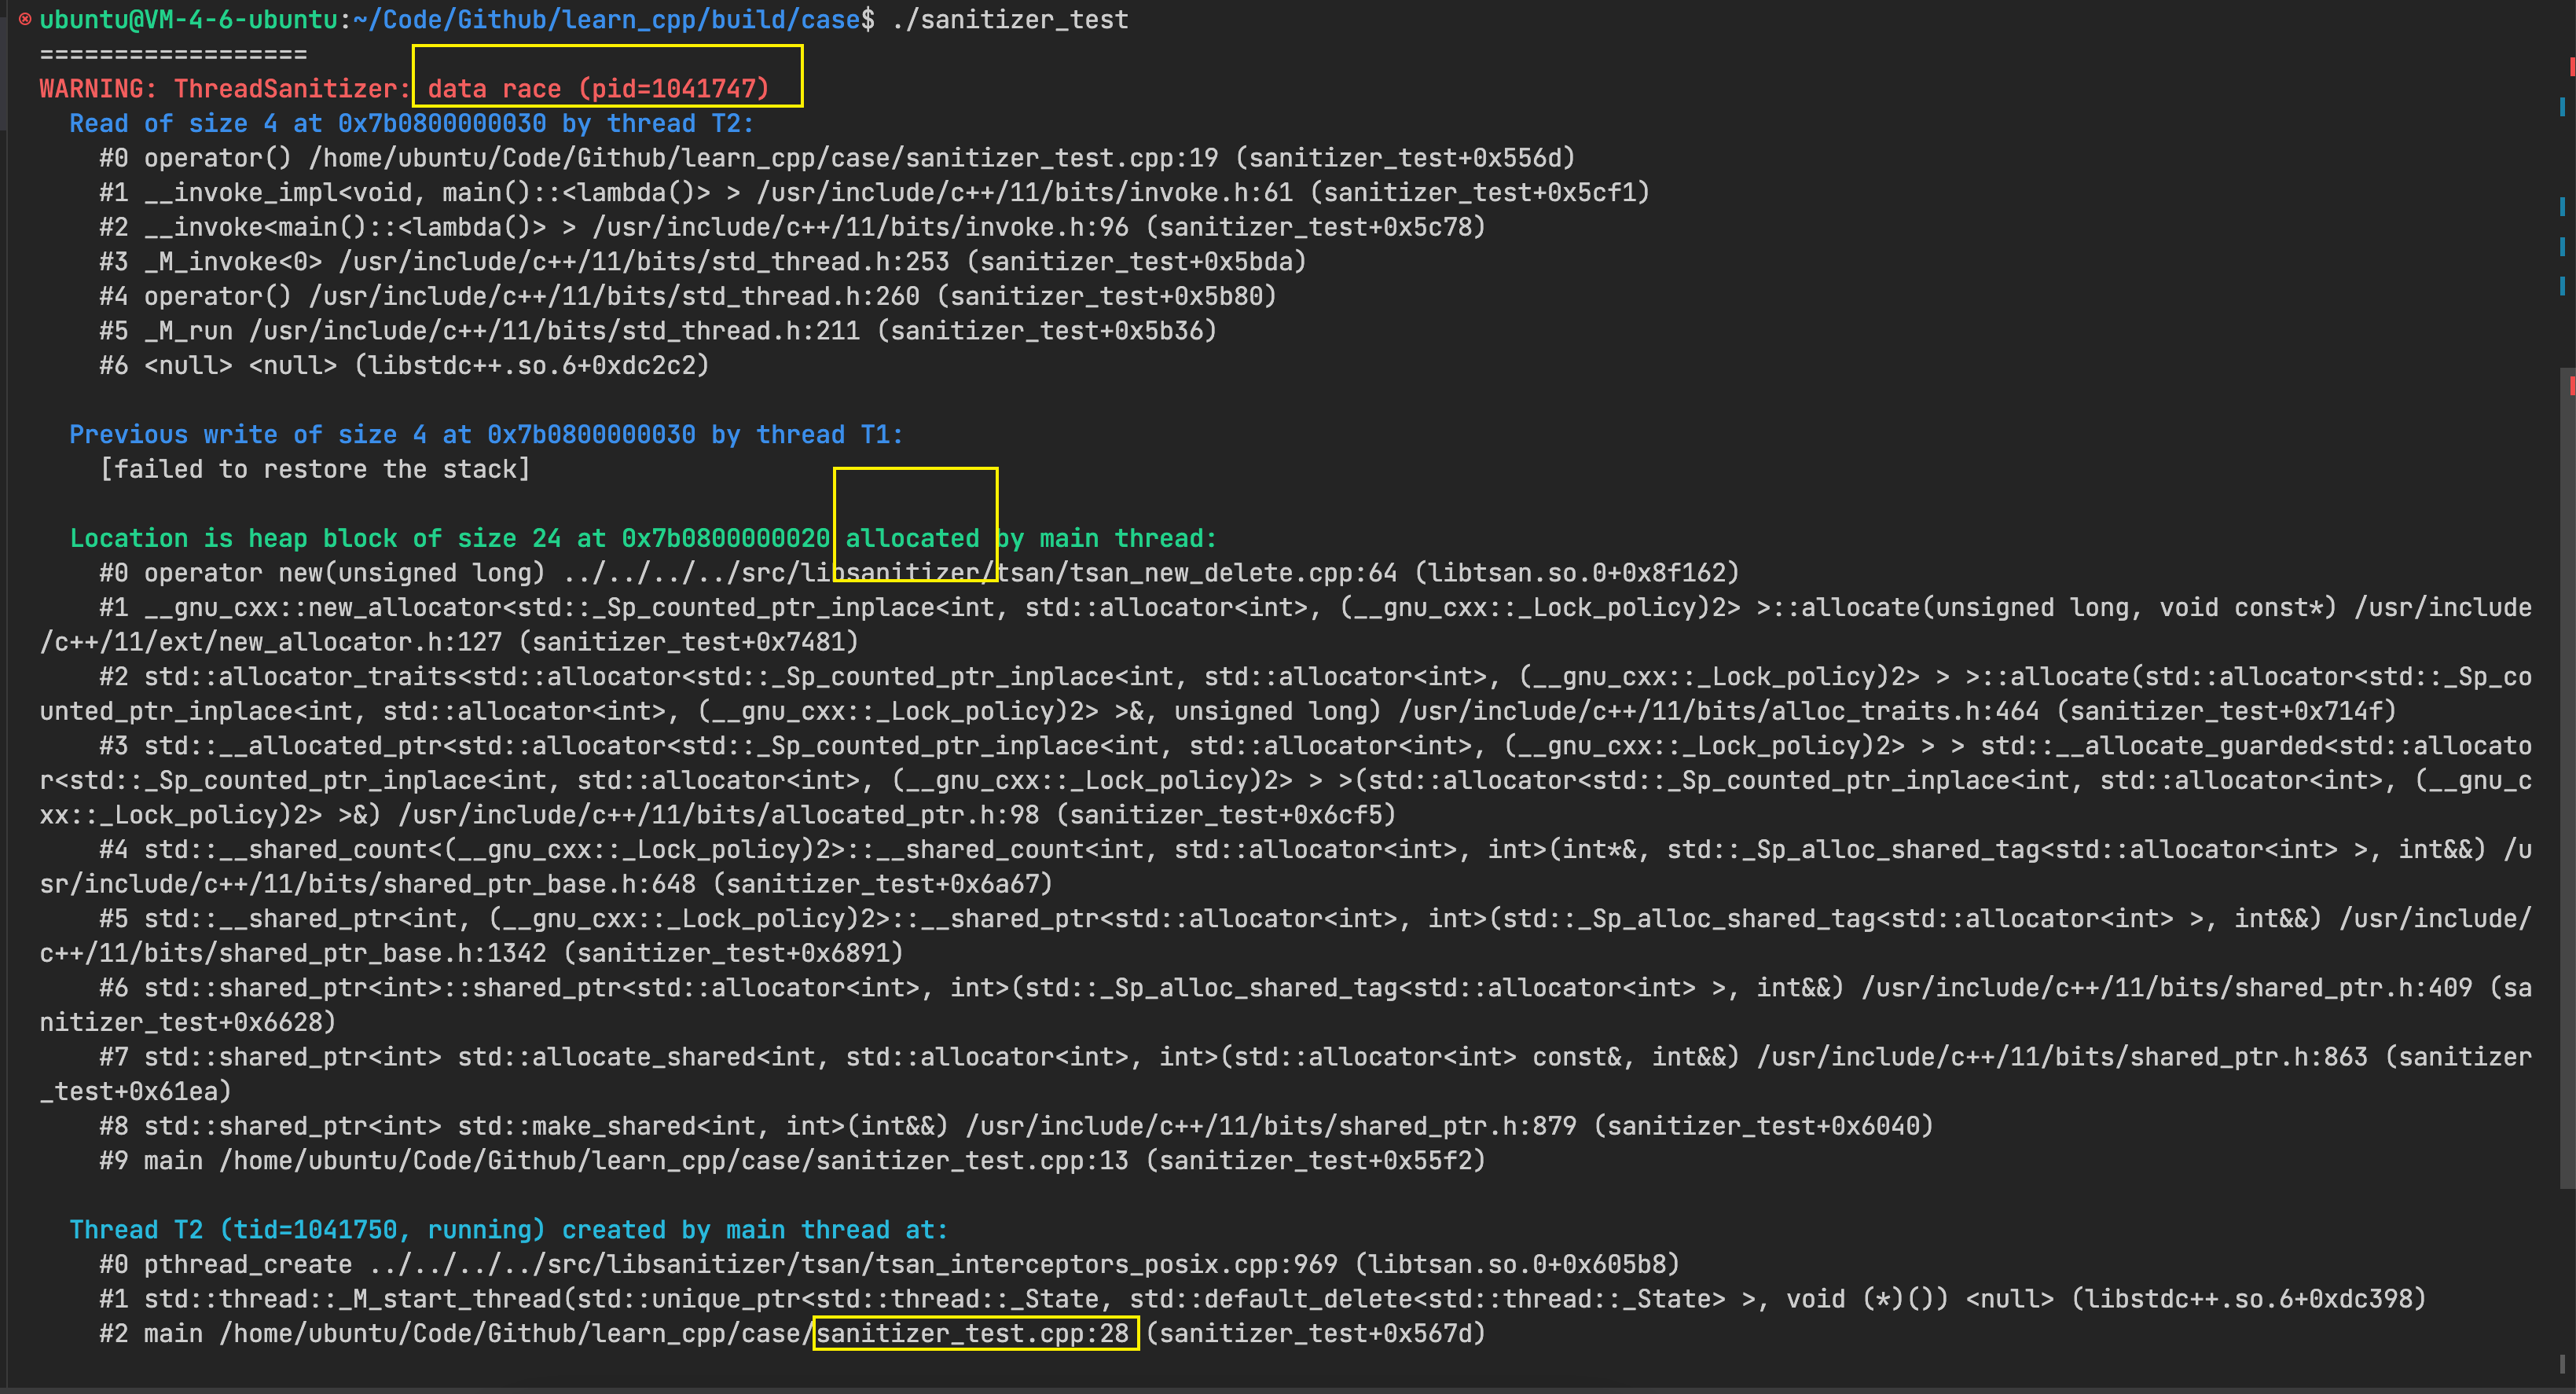 ubuntu@VM-4-6-ubuntu:~/Code/Github/learn_cpp/build/case$ ./sanitizer_test
==================
WARNING: ThreadSanitizer: data race (pid=1041747)
  Read of size 4 at 0x7b0800000030 by thread T2:
    #0 operator() /home/ubuntu/Code/Github/learn_cpp/case/sanitizer_test.cpp:19 (sanitizer_test+0x556d)
    #1 __invoke_impl<void, main()::<lambda()> > /usr/include/c++/11/bits/invoke.h:61 (sanitizer_test+0x5cf1)
    #2 __invoke<main()::<lambda()> > /usr/include/c++/11/bits/invoke.h:96 (sanitizer_test+0x5c78)
    #3 _M_invoke<0> /usr/include/c++/11/bits/std_thread.h:253 (sanitizer_test+0x5bda)
    #4 operator() /usr/include/c++/11/bits/std_thread.h:260 (sanitizer_test+0x5b80)
    #5 _M_run /usr/include/c++/11/bits/std_thread.h:211 (sanitizer_test+0x5b36)
    #6 <null> <null> (libstdc++.so.6+0xdc2c2)

  Previous write of size 4 at 0x7b0800000030 by thread T1:
    [failed to restore the stack]

  Location is heap block of size 24 at 0x7b0800000020 allocated by main thread:
    #0 operator new(unsigned long) ../../../../src/libsanitizer/tsan/tsan_new_delete.cpp:64 (libtsan.so.0+0x8f162)
    #1 __gnu_cxx::new_allocator<std::_Sp_counted_ptr_inplace<int, std::allocator<int>, (__gnu_cxx::_Lock_policy)2> >::allocate(unsigned long, void const*) /usr/include
/c++/11/ext/new_allocator.h:127 (sanitizer_test+0x7481)
    #2 std::allocator_traits<std::allocator<std::_Sp_counted_ptr_inplace<int, std::allocator<int>, (__gnu_cxx::_Lock_policy)2> > >::allocate(std::allocator<std::_Sp_co
unted_ptr_inplace<int, std::allocator<int>, (__gnu_cxx::_Lock_policy)2> >&, unsigned long) /usr/include/c++/11/bits/alloc_traits.h:464 (sanitizer_test+0x714f)
    #3 std::__allocated_ptr<std::allocator<std::_Sp_counted_ptr_inplace<int, std::allocator<int>, (__gnu_cxx::_Lock_policy)2> > > std::__allocate_guarded<std::allocato
r<std::_Sp_counted_ptr_inplace<int, std::allocator<int>, (__gnu_cxx::_Lock_policy)2> > >(std::allocator<std::_Sp_counted_ptr_inplace<int, std::allocator<int>, (__gnu_c
xx::_Lock_policy)2> >&) /usr/include/c++/11/bits/allocated_ptr.h:98 (sanitizer_test+0x6cf5)
    #4 std::__shared_count<(__gnu_cxx::_Lock_policy)2>::__shared_count<int, std::allocator<int>, int>(int*&, std::_Sp_alloc_shared_tag<std::allocator<int> >, int&&) /u
sr/include/c++/11/bits/shared_ptr_base.h:648 (sanitizer_test+0x6a67)
    #5 std::__shared_ptr<int, (__gnu_cxx::_Lock_policy)2>::__shared_ptr<std::allocator<int>, int>(std::_Sp_alloc_shared_tag<std::allocator<int> >, int&&) /usr/include/
c++/11/bits/shared_ptr_base.h:1342 (sanitizer_test+0x6891)
    #6 std::shared_ptr<int>::shared_ptr<std::allocator<int>, int>(std::_Sp_alloc_shared_tag<std::allocator<int> >, int&&) /usr/include/c++/11/bits/shared_ptr.h:409 (sa
nitizer_test+0x6628)
    #7 std::shared_ptr<int> std::allocate_shared<int, std::allocator<int>, int>(std::allocator<int> const&, int&&) /usr/include/c++/11/bits/shared_ptr.h:863 (sanitizer
_test+0x61ea)
    #8 std::shared_ptr<int> std::make_shared<int, int>(int&&) /usr/include/c++/11/bits/shared_ptr.h:879 (sanitizer_test+0x6040)
    #9 main /home/ubuntu/Code/Github/learn_cpp/case/sanitizer_test.cpp:13 (sanitizer_test+0x55f2)

  Thread T2 (tid=1041750, running) created by main thread at:
    #0 pthread_create ../../../../src/libsanitizer/tsan/tsan_interceptors_posix.cpp:969 (libtsan.so.0+0x605b8)
    #1 std::thread::_M_start_thread(std::unique_ptr<std::thread::_State, std::default_delete<std::thread::_State> >, void (*)()) <null> (libstdc++.so.6+0xdc398)
    #2 main /home/ubuntu/Code/Github/learn_cpp/case/sanitizer_test.cpp:28 (sanitizer_test+0x567d)